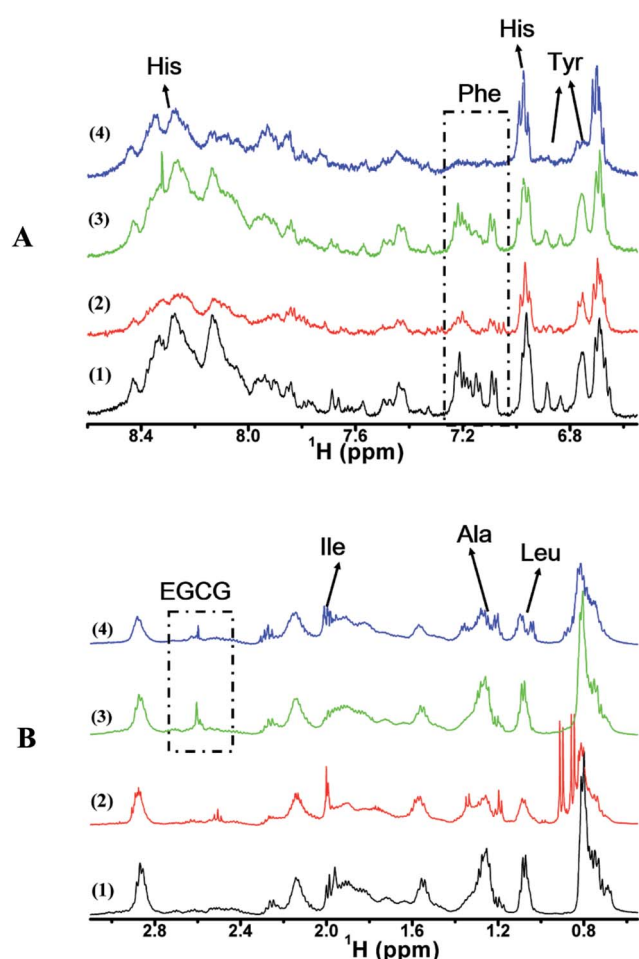 His
His
Tyr
Phe
(4)
(3)
A
(2)
(1)
8.4 8.0 7.6 7.2 6.8
¹H (ppm)
Ile
Ala
Leu
EGCG
(4)
(3)
B
(2)
(1)
2.8 2.4 2.0 1.6 1.2 0.8
¹H (ppm)